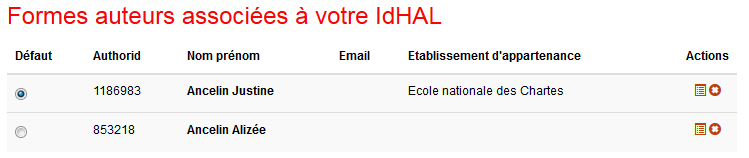 Formes auteurs associées à votre IdHAL
Défaut Authorid Nom prénom Email Etablissement d'appartenance Actions
1186983 Ancelin Justine Ecole nationale des Chartes
853218 Ancelin Alizée